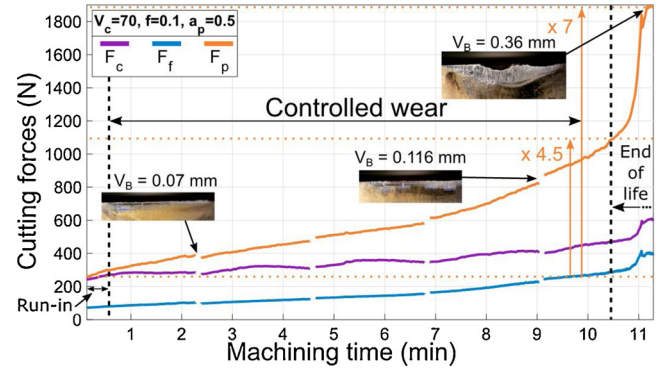 V_c=70, f=0.1, a_p=0.5
F_c F_f F_p
x 7
V_B = 0.36 mm
Controlled wear
x 4.5
V_B = 0.116 mm
V_B = 0.07 mm
End
of
life
Run-in
Cutting forces (N)
1800
1600
1400
1200
1000
800
600
400
200
0
1 2 3 4 5 6 7 8 9 10 11
Machining time (min)